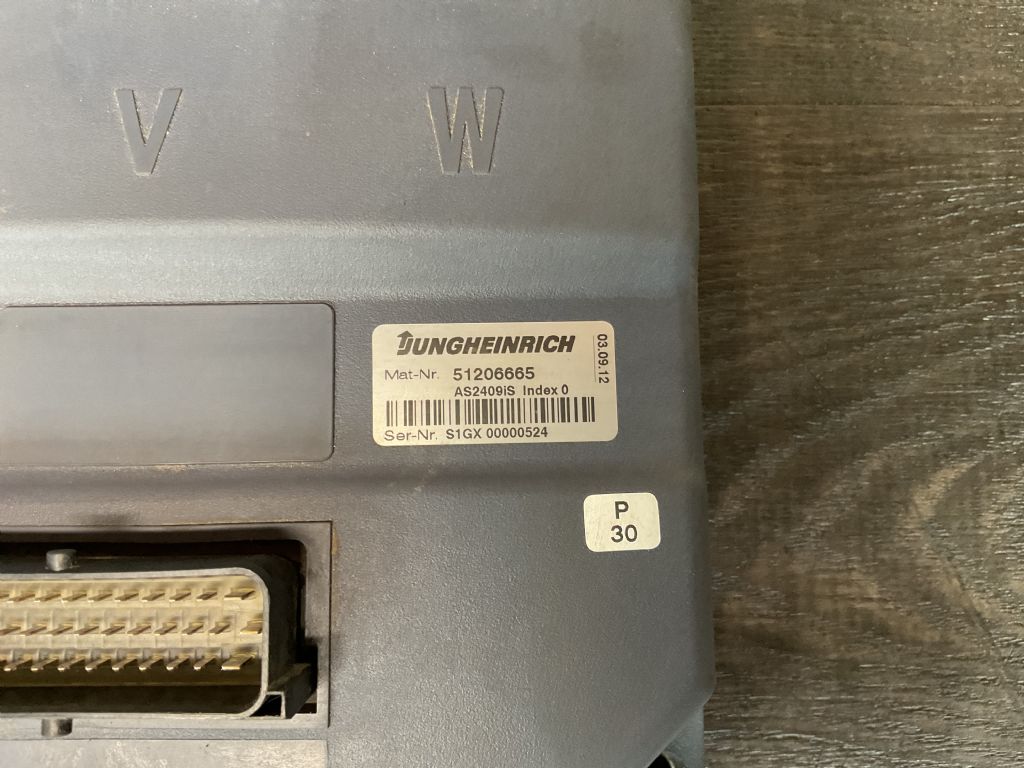 V W
JUNGHEINRICH
03.09.12
Mat-Nr. 51206665
AS2409iS Index 0
Ser-Nr. S1GX 00000524
P
30